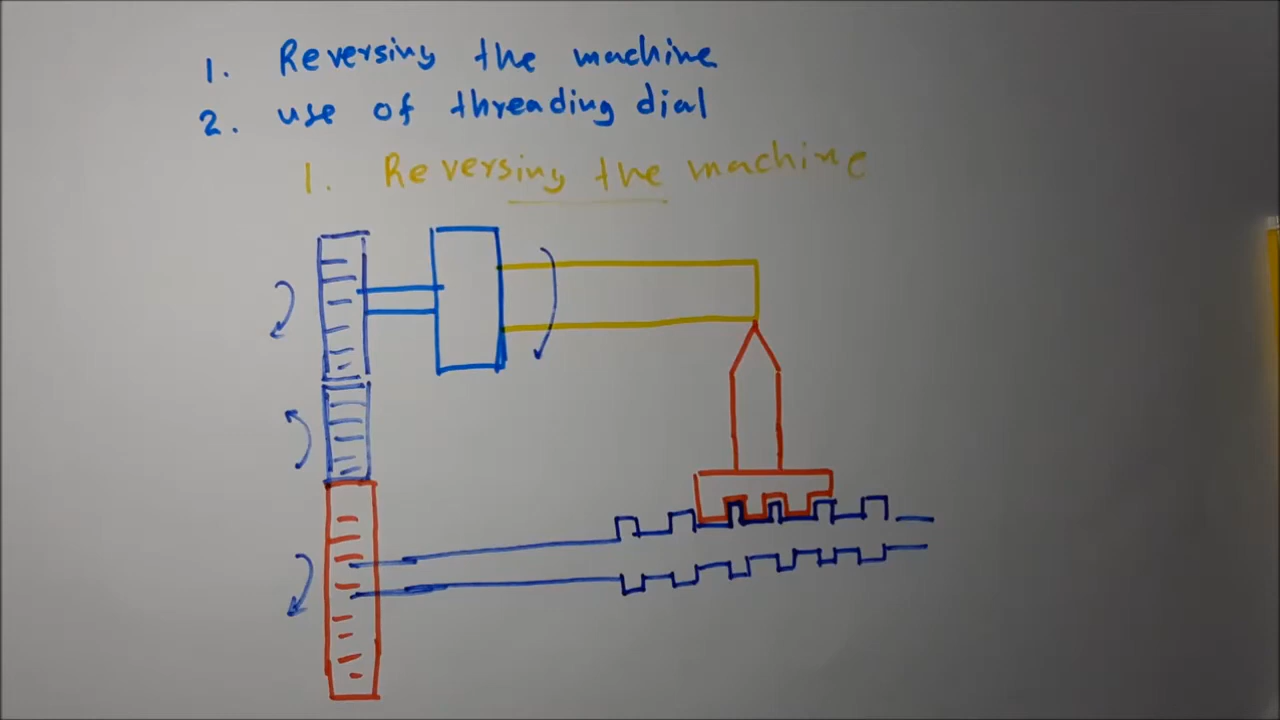 1. Reversing the machine
2. use of threading dial
1. Reversing the machine